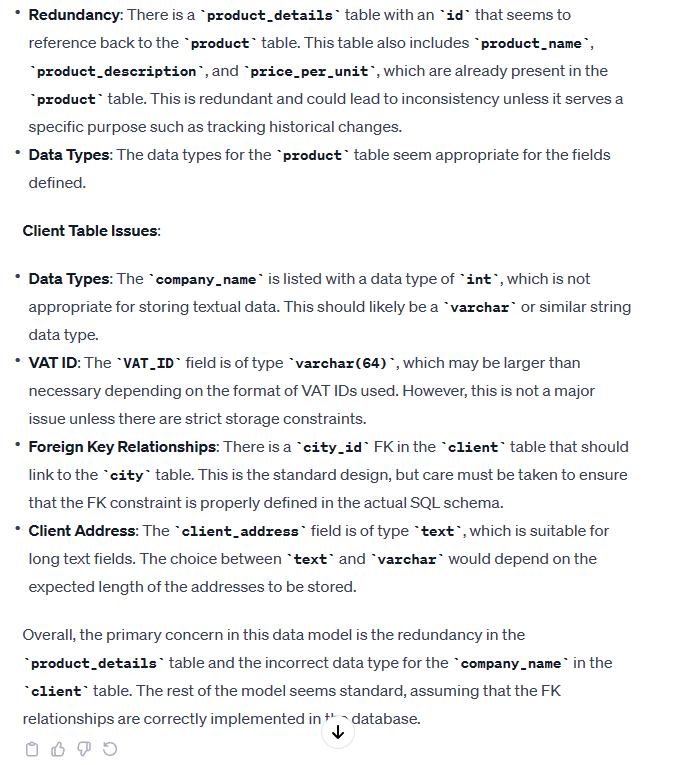 • Redundancy: There is a `product_details` table with an `id` that seems to
reference back to the `product` table. This table also includes `product_name`,
`product_description`, and `price_per_unit`, which are already present in the
`product` table. This is redundant and could lead to inconsistency unless it serves a
specific purpose such as tracking historical changes.
• Data Types: The data types for the `product` table seem appropriate for the fields
defined.
Client Table Issues:
• Data Types: The `company_name` is listed with a data type of `int`, which is not
appropriate for storing textual data. This should likely be a `varchar` or similar string
data type.
• VAT ID: The `VAT_ID` field is of type `varchar(64)`, which may be larger than
necessary depending on the format of VAT IDs used. However, this is not a major
issue unless there are strict storage constraints.
• Foreign Key Relationships: There is a `city_id` FK in the `client` table that should
link to the `city` table. This is the standard design, but care must be taken to ensure
that the FK constraint is properly defined in the actual SQL schema.
• Client Address: The `client_address` field is of type `text`, which is suitable for
long text fields. The choice between `text` and `varchar` would depend on the
expected length of the addresses to be stored.
Overall, the primary concern in this data model is the redundancy in the
`product_details` table and the incorrect data type for the `company_name` in the
`client` table. The rest of the model seems standard, assuming that the FK
relationships are correctly implemented in database.